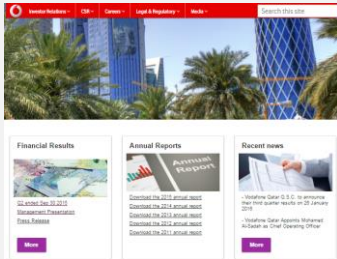 Investor Relations CSR Careers Legal & Regulatory Media Search this site
Financial Results
Annual Reports
Recent news
Annual
Report
Q2 ended Sep 30 2015
Management Presentation
Press Release
Download the 2015 annual report
Download the 2014 annual report
Download the 2013 annual report
Download the 2012 annual report
Download the 2011 annual report
- Vodafone Qatar Q.S.C. to announce
their third quarter results on 25 January
2016
- Vodafone Qatar Appoints Mohamed
Al-Sadah as Chief Operating Officer
More
More